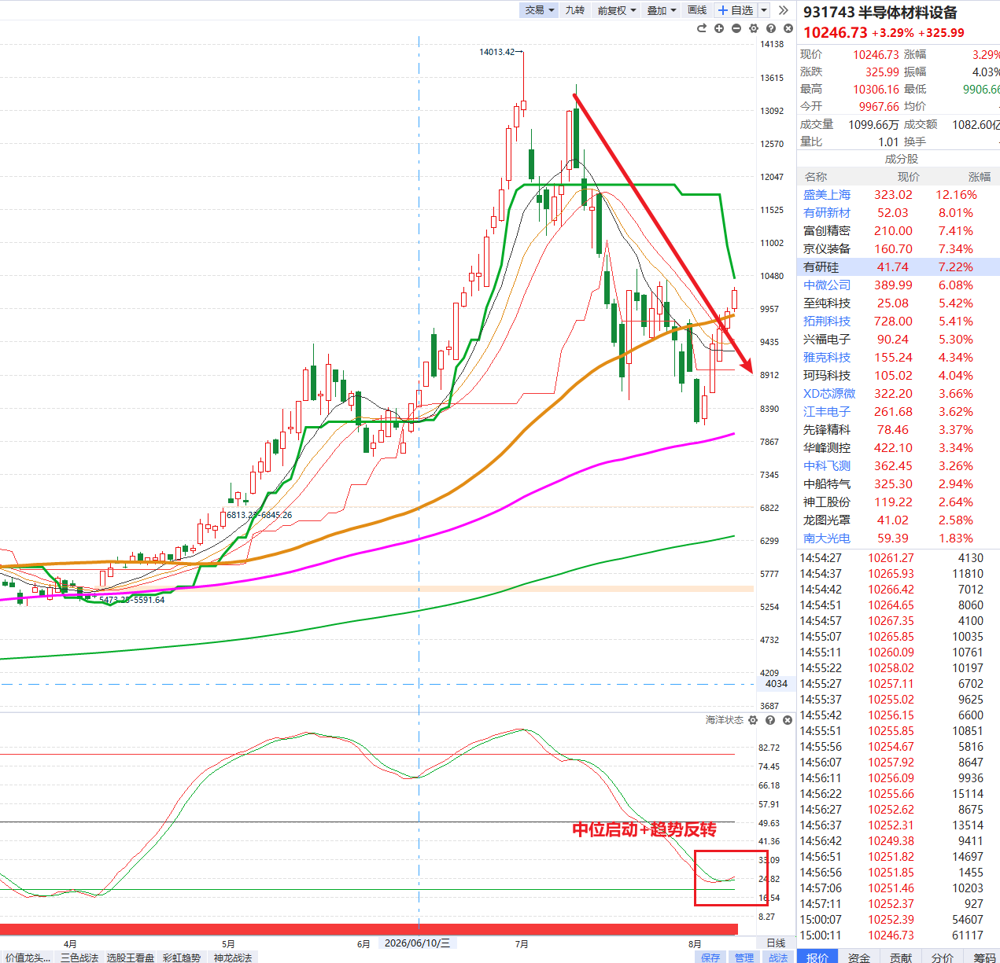 交易 九转 前复权 叠加 画线 +自选
14013.42
6813.23-6845.26
5473.25-5591.64
14138
13615
13092
12570
12047
11525
11002
10480
9957
9435
8912
8390
7867
7345
6822
6299
5777
5254
4732
4209
4034
3687
海洋状态
82.72
74.45
66.18
57.91
49.63
41.36
33.09
24.82
16.54
8.27
中位启动+趋势反转
4月 5月 6月 2026/06/10/三 7月 8月 日线
价值龙头... 三色战法 选股王看盘 彩虹趋势 神龙战法 保存 管理 战法
931743 半导体材料设备
10246.73 +3.29% +325.99
现价 10246.73 涨幅 3.29%
涨跌 325.99 振幅 4.03%
最高 10306.16 最低 9906.66
今开 9967.66 均价
成交量 1099.66万 成交额 1082.60亿
量比 1.01 换手
成分股
名称 现价 涨幅
盛美上海 323.02 12.16%
有研新材 52.03 8.01%
富创精密 210.00 7.41%
京仪装备 160.70 7.34%
有研硅 41.74 7.22%
中微公司 389.99 6.08%
至纯科技 25.08 5.42%
拓荆科技 728.00 5.41%
兴福电子 90.24 5.30%
雅克科技 155.24 4.34%
珂玛科技 105.02 4.04%
XD芯源微 322.20 3.66%
江丰电子 261.68 3.62%
先锋精科 78.46 3.37%
华峰测控 422.10 3.34%
中科飞测 362.45 3.26%
中船特气 325.30 2.94%
神工股份 119.22 2.64%
龙图光罩 41.02 2.58%
南大光电 59.39 1.83%
14:54:27 10261.27 4130
14:54:37 10265.93 11810
14:54:42 10266.42 7012
14:54:51 10264.65 8060
14:54:57 10267.35 4100
14:55:07 10265.85 10035
14:55:11 10260.09 10761
14:55:22 10258.02 10197
14:55:27 10257.11 6702
14:55:37 10255.02 9625
14:55:42 10256.15 6600
14:55:51 10255.85 10851
14:55:56 10254.67 5816
14:56:07 10257.92 8647
14:56:11 10256.09 9936
14:56:22 10255.66 15114
14:56:27 10252.62 8675
14:56:37 10252.31 13514
14:56:42 10249.38 9411
14:56:51 10251.82 14697
14:56:56 10251.85 1455
14:57:06 10251.46 10203
14:57:11 10252.37 927
15:00:07 10252.39 54607
15:00:11 10246.73 61117
报价 资金 贡献 分价 筹码